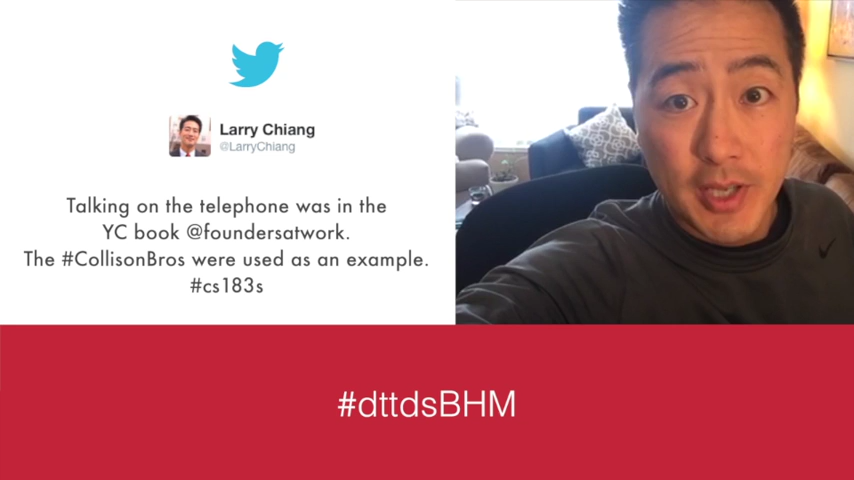 Larry Chiang
@LarryChiang
Talking on the telephone was in the
YC book @foundersatwork.
The #CollisonBros were used as an example.
#cs183s
#dttdsBHM